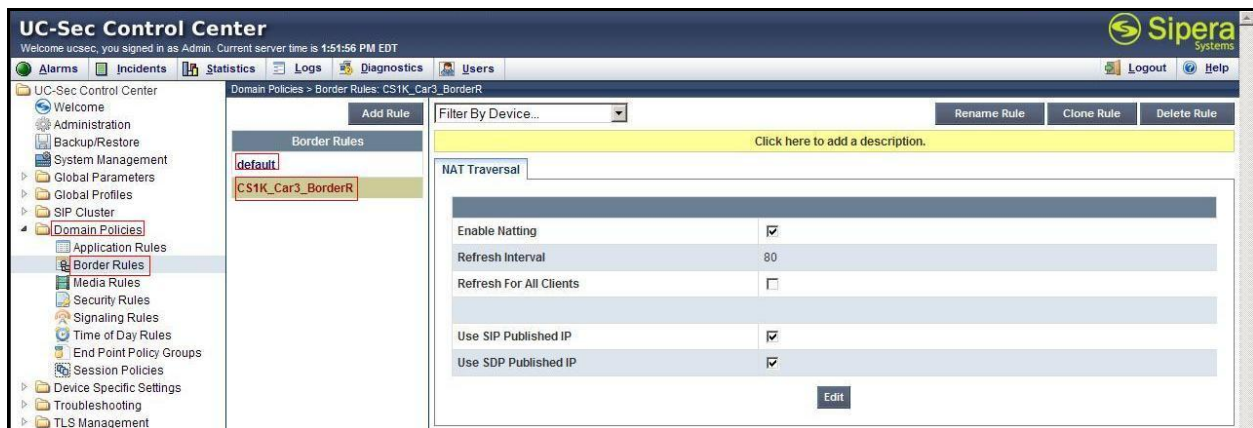 UC-Sec Control Center
Welcome ucsec, you signed in as Admin. Current server time is 1:51:56 PM EDT
Sipera
Systems
Alarms Incidents Statistics Logs Diagnostics Users Logout Help
UC-Sec Control Center
Welcome
Administration
Backup/Restore
System Management
Global Parameters
Global Profiles
SIP Cluster
Domain Policies
Application Rules
Border Rules
Media Rules
Security Rules
Signaling Rules
Time of Day Rules
End Point Policy Groups
Session Policies
Device Specific Settings
Troubleshooting
TLS Management
Domain Policies > Border Rules: CS1K_Car3_BorderR
Add Rule
Border Rules
default
CS1K_Car3_BorderR
Filter By Device...
Rename Rule Clone Rule Delete Rule
Click here to add a description.
NAT Traversal
Enable Natting
Refresh Interval 80
Refresh For All Clients
Use SIP Published IP
Use SDP Published IP
Edit